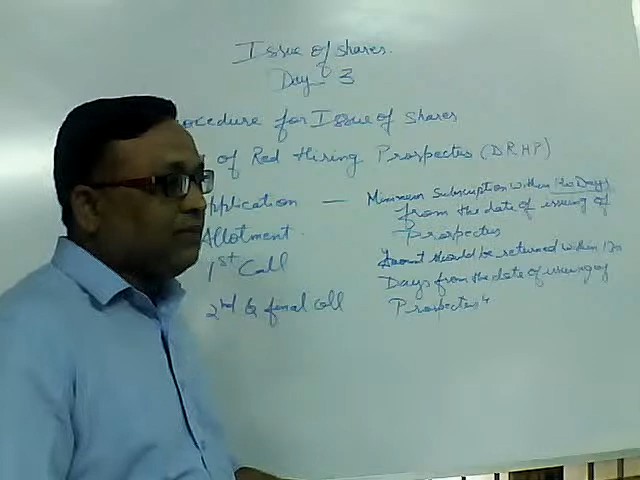 Issue of shares.
Day 3
ocedure for Issue of shares
of Red Hiring Prospectus (DRHP)
pplication — Minimum Subscription within 120 Days
from the date of issuing of
Prospectus
Allotment.
1st Call
Amount should be returned within 130
Days from the date of issuing of
Prospectus"
2nd & final call